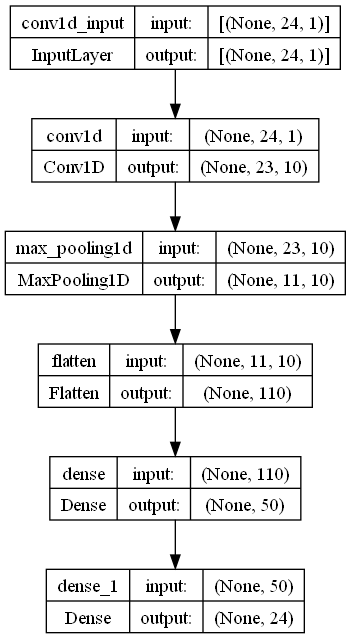 conv1d_input input: [(None, 24, 1)]
InputLayer output: [(None, 24, 1)]
conv1d input: (None, 24, 1)
Conv1D output: (None, 23, 10)
max_pooling1d input: (None, 23, 10)
MaxPooling1D output: (None, 11, 10)
flatten input: (None, 11, 10)
Flatten output: (None, 110)
dense input: (None, 110)
Dense output: (None, 50)
dense_1 input: (None, 50)
Dense output: (None, 24)